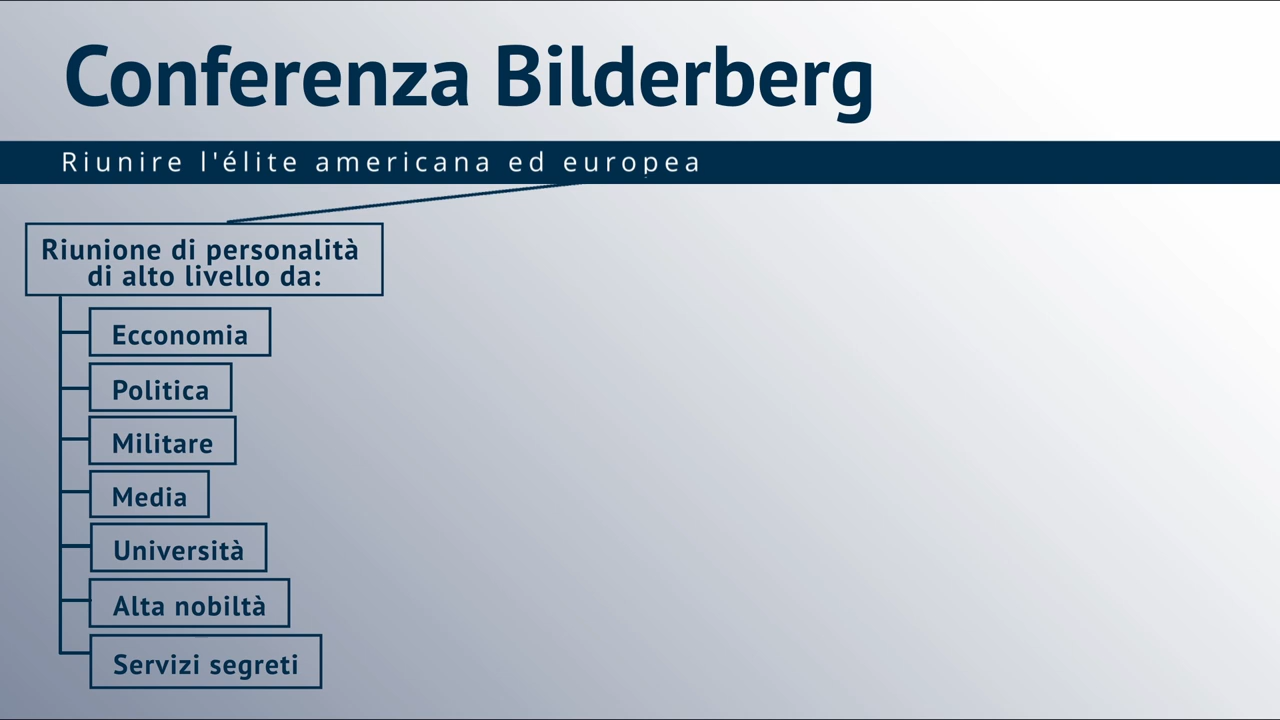 Conferenza Bilderberg
Riunire l'élite americana ed europea
Riunione di personalità
di alto livello da:
Ecconomia
Politica
Militare
Media
Università
Alta nobiltà
Servizi segreti